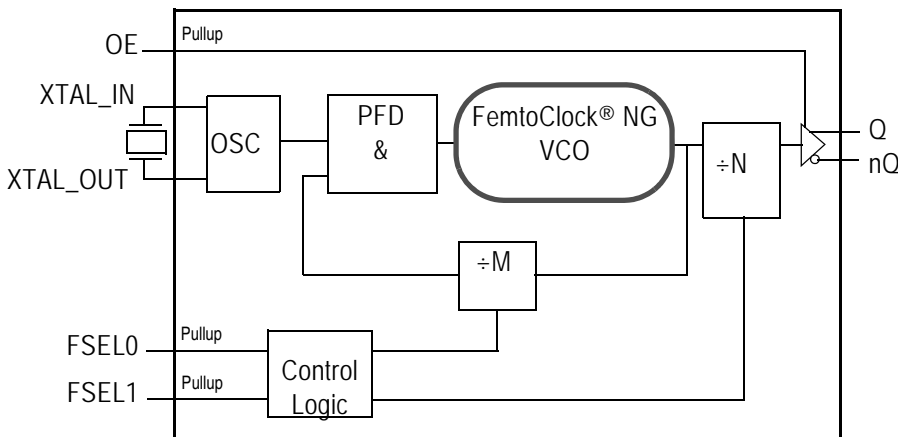 OE
Pullup
XTAL_IN
XTAL_OUT
OSC
PFD
&
FemtoClock® NG
VCO
÷N
Q
nQ
÷M
FSEL0
Pullup
FSEL1
Pullup
Control
Logic